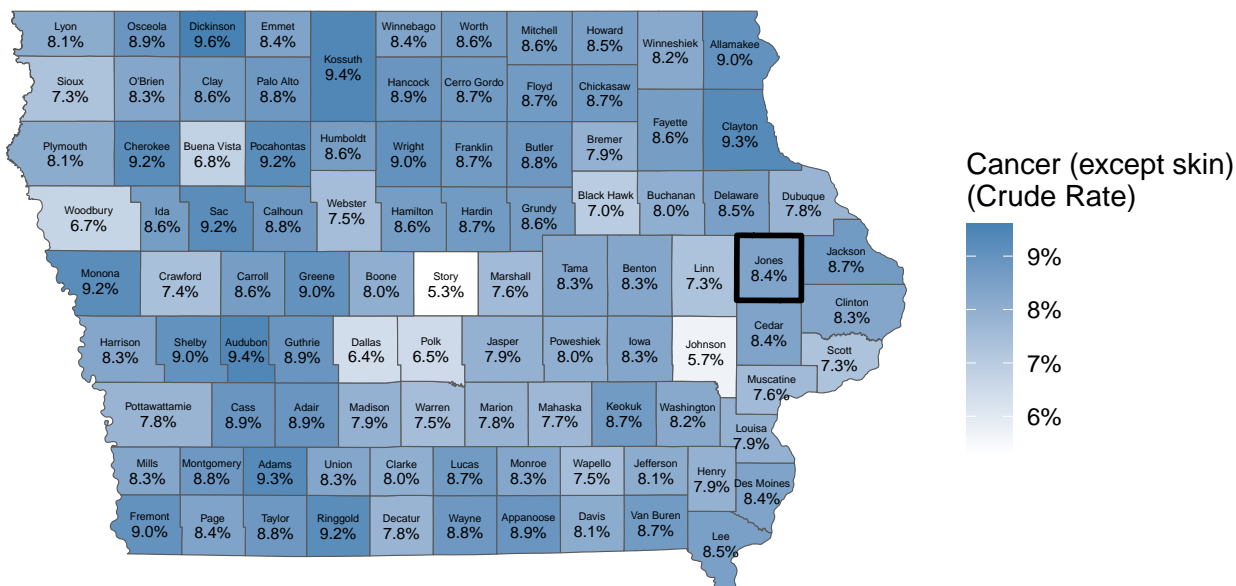 Lyon
8.1%
Osceola
8.9%
Dickinson
9.6%
Emmet
8.4%
Kossuth
9.4%
Winnebago
8.4%
Worth
8.6%
Mitchell
8.6%
Howard
8.5%
Winneshiek
8.2%
Allamakee
9.0%
Sioux
7.3%
O'Brien
8.3%
Clay
8.6%
Palo Alto
8.8%
Hancock
8.9%
Cerro Gordo
8.7%
Floyd
8.7%
Chickasaw
8.7%
Fayette
8.6%
Clayton
9.3%
Plymouth
8.1%
Cherokee
9.2%
Buena Vista
6.8%
Pocahontas
9.2%
Humboldt
8.6%
Wright
9.0%
Franklin
8.7%
Butler
8.8%
Bremer
7.9%
Woodbury
6.7%
Ida
8.6%
Sac
9.2%
Calhoun
8.8%
Webster
7.5%
Hamilton
8.6%
Hardin
8.7%
Grundy
8.6%
Black Hawk
7.0%
Buchanan
8.0%
Delaware
8.5%
Dubuque
7.8%
Monona
9.2%
Crawford
7.4%
Carroll
8.6%
Greene
9.0%
Boone
8.0%
Story
5.3%
Marshall
7.6%
Tama
8.3%
Benton
8.3%
Linn
7.3%
Jones
8.4%
Jackson
8.7%
Clinton
8.3%
Harrison
8.3%
Shelby
9.0%
Audubon
9.4%
Guthrie
8.9%
Dallas
6.4%
Polk
6.5%
Jasper
7.9%
Poweshiek
8.0%
Iowa
8.3%
Johnson
5.7%
Cedar
8.4%
Scott
7.3%
Muscatine
7.6%
Pottawattamie
7.8%
Cass
8.9%
Adair
8.9%
Madison
7.9%
Warren
7.5%
Marion
7.8%
Mahaska
7.7%
Keokuk
8.7%
Washington
8.2%
Louisa
7.9%
Mills
8.3%
Montgomery
8.8%
Adams
9.3%
Union
8.3%
Clarke
8.0%
Lucas
8.7%
Monroe
8.3%
Wapello
7.5%
Jefferson
8.1%
Henry
7.9%
Des Moines
8.4%
Fremont
9.0%
Page
8.4%
Taylor
8.8%
Ringgold
9.2%
Decatur
7.8%
Wayne
8.8%
Appanoose
8.9%
Davis
8.1%
Van Buren
8.7%
Lee
8.5%
Cancer (except skin)
(Crude Rate)
9%
8%
7%
6%